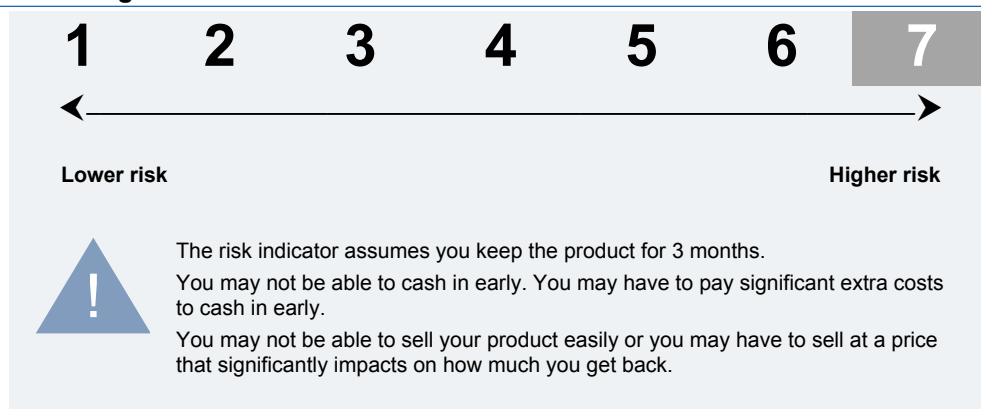 1 2 3 4 5 6 7
Lower risk Higher risk
!
The risk indicator assumes you keep the product for 3 months.
You may not be able to cash in early. You may have to pay significant extra costs
to cash in early.
You may not be able to sell your product easily or you may have to sell at a price
that significantly impacts on how much you get back.